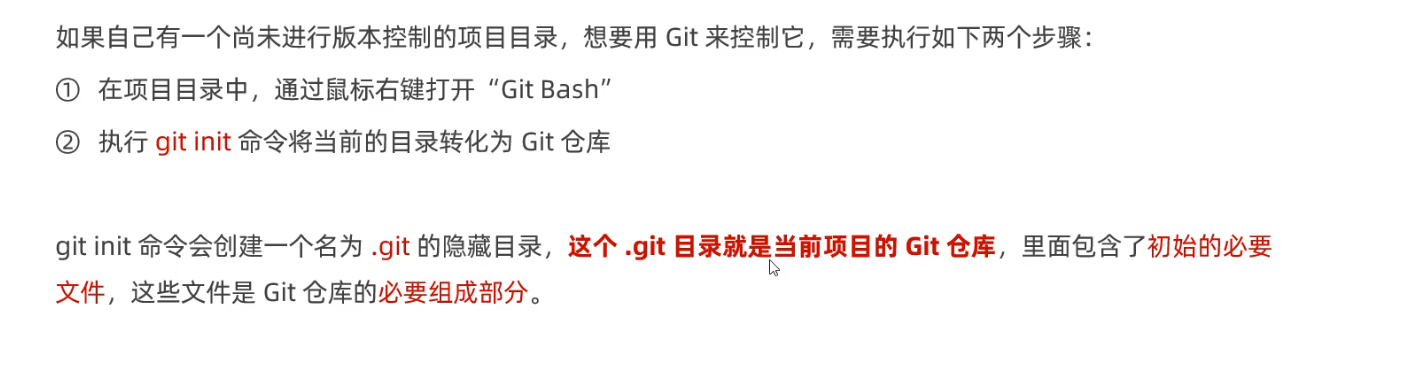 如果自己有一个尚未进行版本控制的项目目录，想要用 Git 来控制它，需要执行如下两个步骤：
① 在项目目录中，通过鼠标右键打开“Git Bash”
② 执行 git init 命令将当前的目录转化为 Git 仓库
git init 命令会创建一个名为 .git 的隐藏目录，这个 .git 目录就是当前项目的 Git 仓库，里面包含了初始的必要
文件，这些文件是 Git 仓库的必要组成部分。